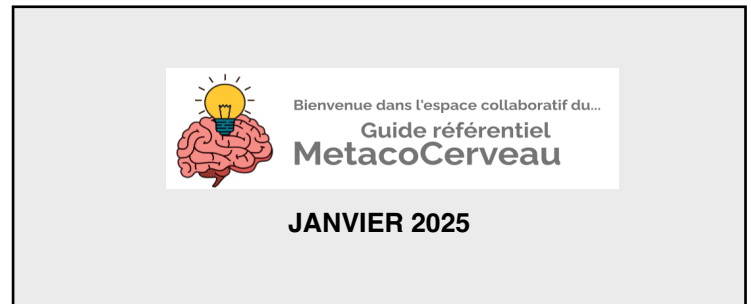 Bienvenue dans l'espace collaboratif du...
Guide référentiel
MetacoCerveau
JANVIER 2025